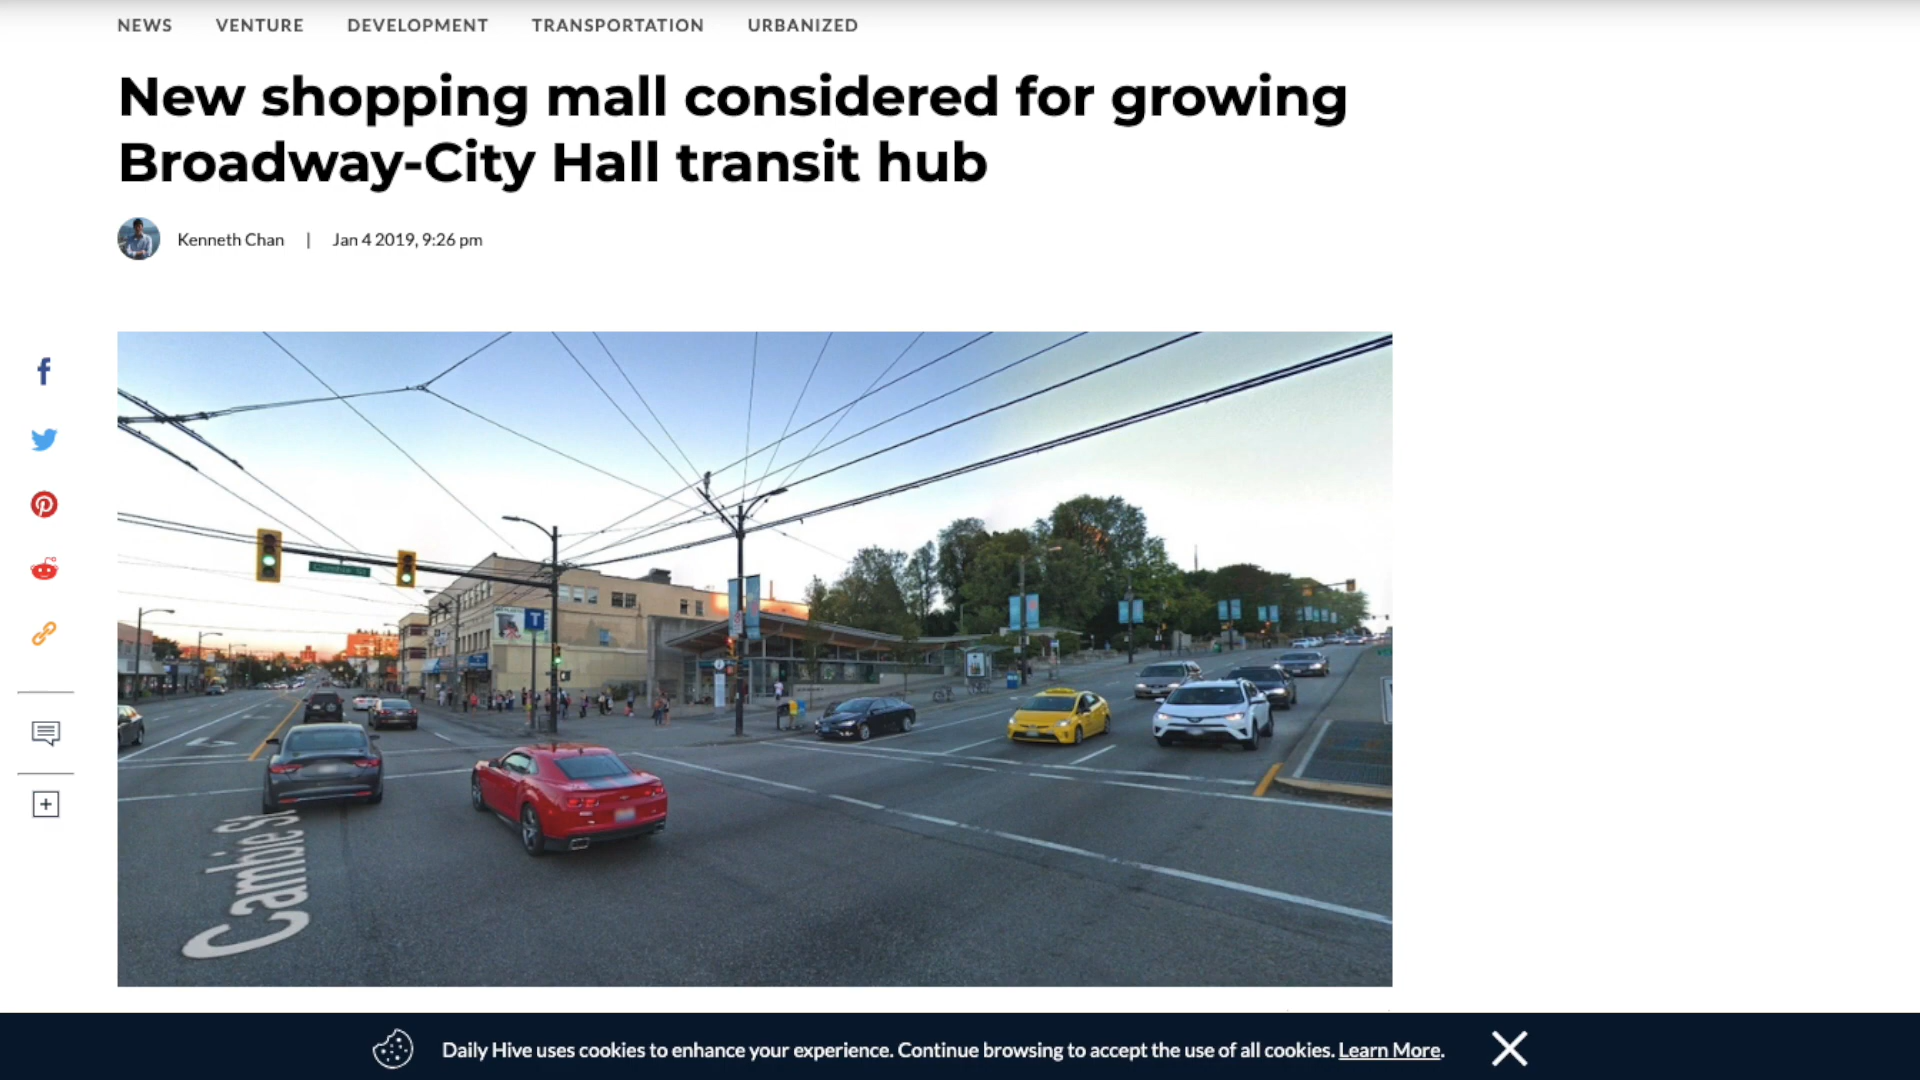 NEWS VENTURE DEVELOPMENT TRANSPORTATION URBANIZED
New shopping mall considered for growing
Broadway-City Hall transit hub
Kenneth Chan | Jan 4 2019, 9:26 pm
T
Cambie St
Daily Hive uses cookies to enhance your experience. Continue browsing to accept the use of all cookies. Learn More.